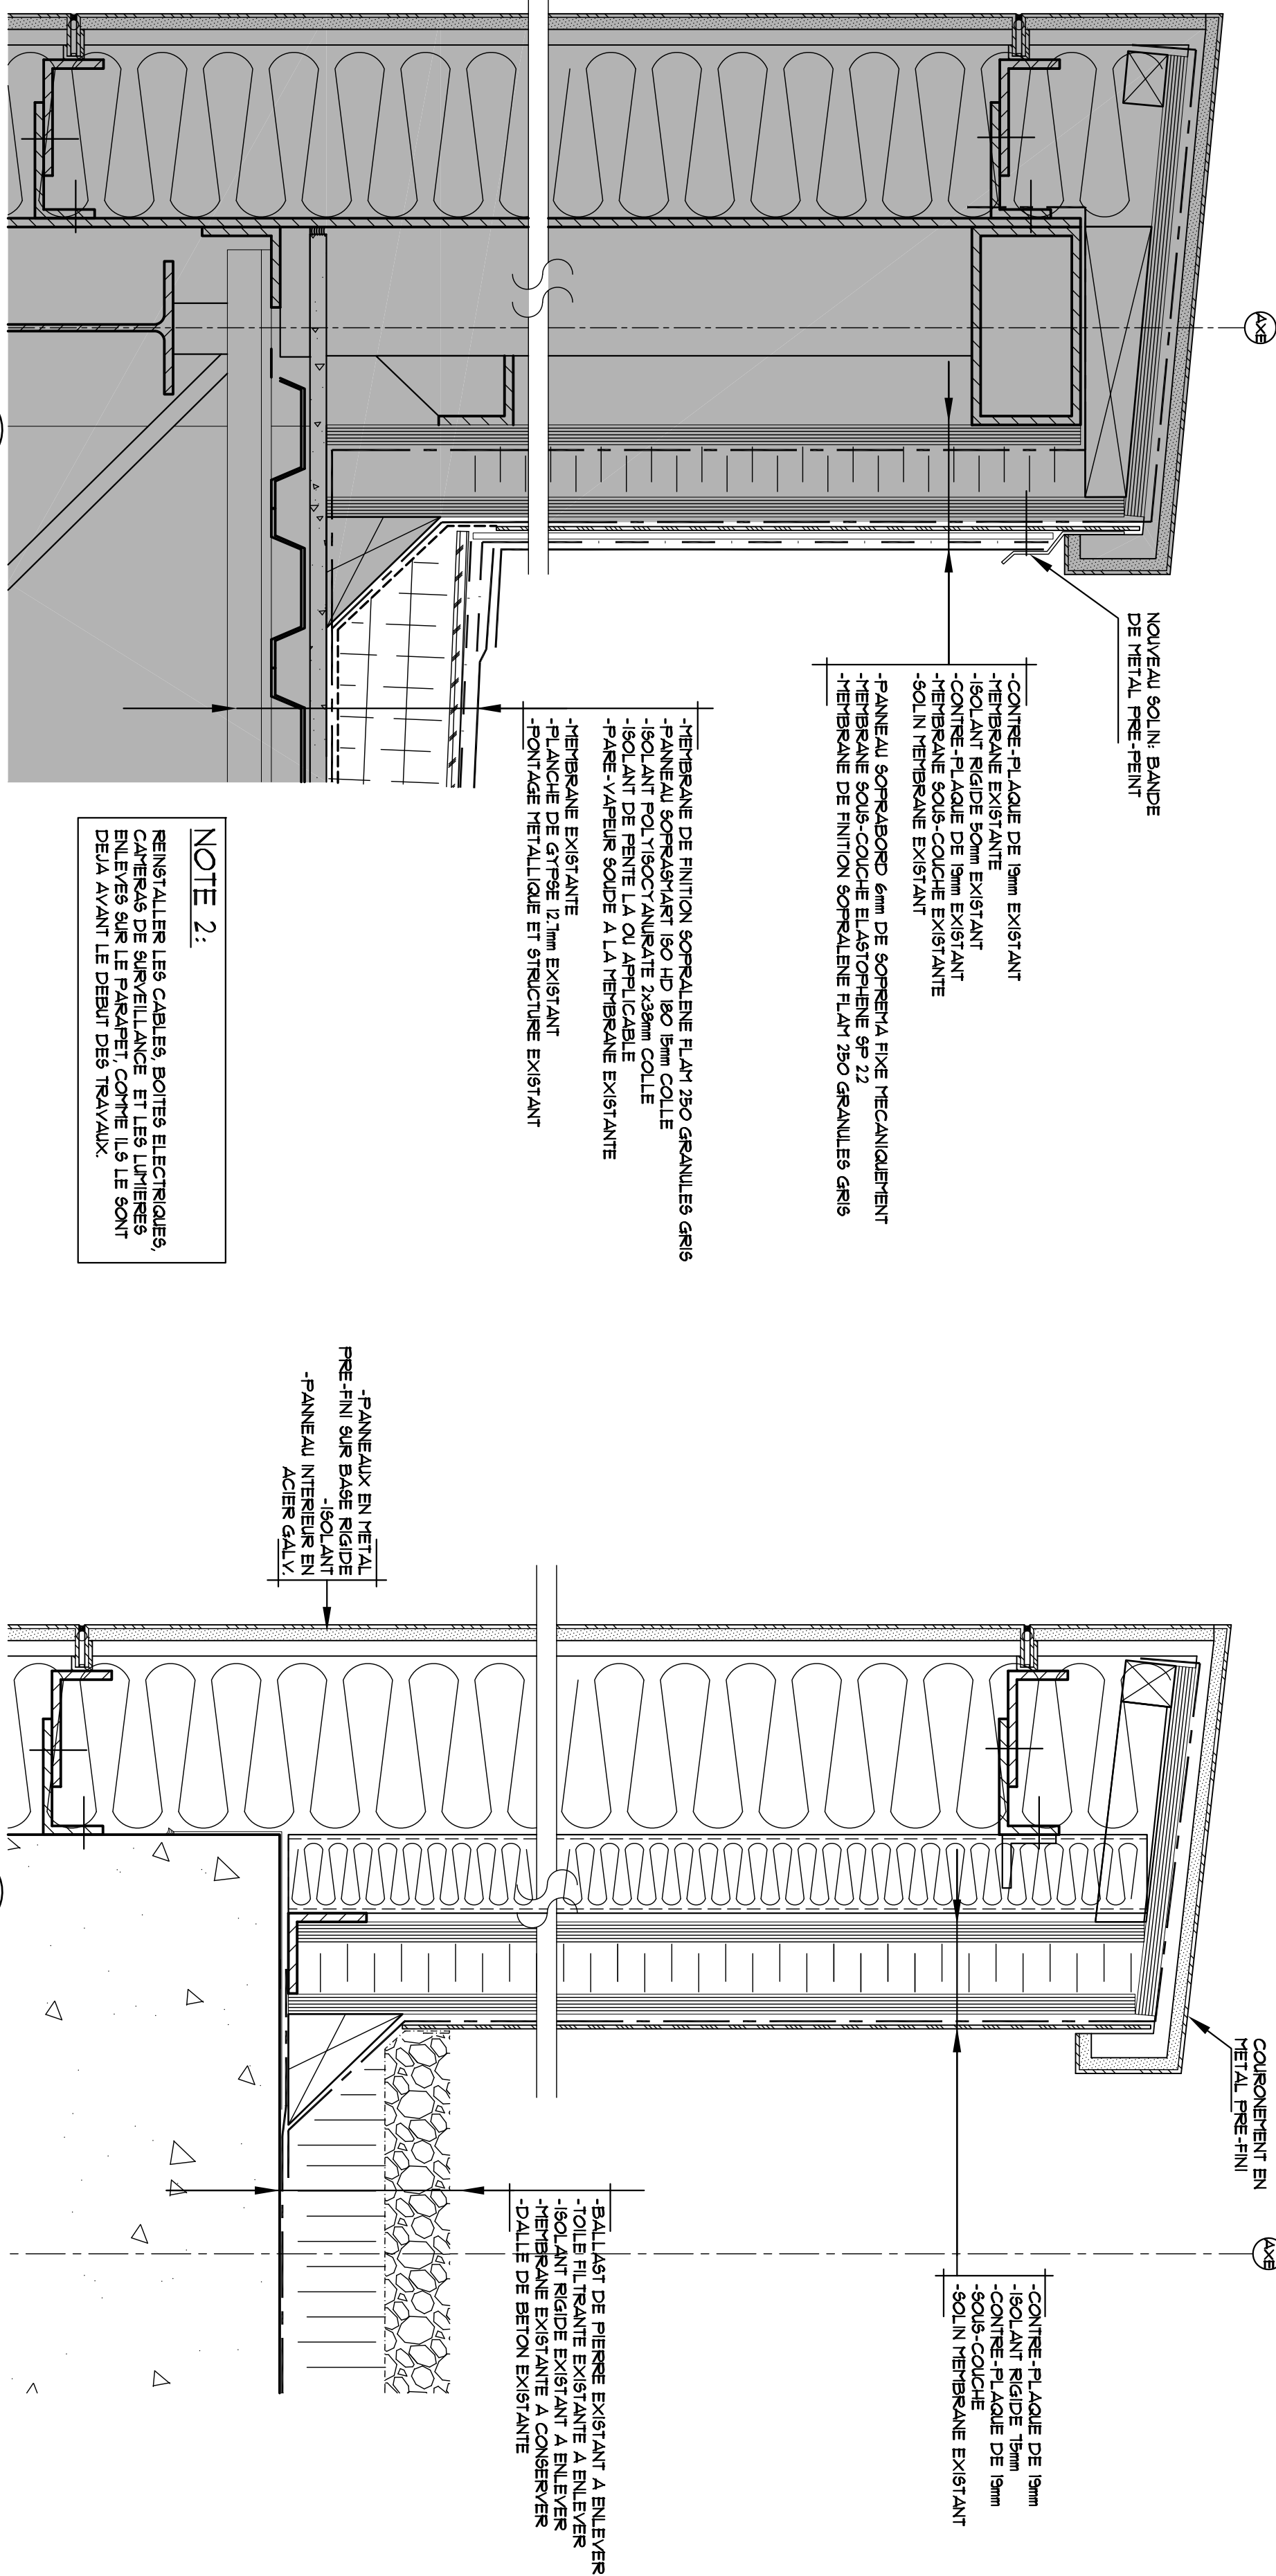 AXE
NOUVEAU SOLIN: BANDE
DE METAL PRE-PEINT
-CONTRE-PLAQUE DE 19mm EXISTANT
-MEMBRANE EXISTANTE
-ISOLANT RIGIDE 50mm EXISTANT
-CONTRE-PLAQUE DE 19mm EXISTANT
-MEMBRANE SOUS-COUCHE EXISTANTE
-SOLIN MEMBRANE EXISTANT
-PANNEAU SOPRABORD 6mm DE SOPREMA FIXE MECANIQUEMENT
-MEMBRANE SOUS-COUCHE ELASTOPHENE SP 2.2
-MEMBRANE DE FINITION SOPRALENE FLAM 250 GRANULES GRIS
-MEMBRANE DE FINITION SOPRALENE FLAM 250 GRANULES GRIS
-PANNEAU SOPRASMART ISO HD 180 15mm COLLE
-ISOLANT POLYISOCYANURATE 2x38mm COLLE
-ISOLANT DE PENTE LA OU APPLICABLE
-PARE-VAPEUR SOUDE A LA MEMBRANE EXISTANTE
-MEMBRANE EXISTANTE
-PLANCHE DE GYPSE 12.7mm EXISTANT
-PONTAGE METALLIQUE ET STRUCTURE EXISTANT
NOTE 2:
REINSTALLER LES CABLES, BOITES ELECTRIQUES,
CAMERAS DE SURVEILLANCE ET LES LUMIERES
ENLEVES SUR LE PARAPET, COMME ILS LE SONT
DEJA AVANT LE DEBUT DES TRAVAUX.
AXE
COURONEMENT EN
METAL PRE-FINI
-CONTRE-PLAQUE DE 19mm
-ISOLANT RIGIDE 75mm
-CONTRE-PLAQUE DE 19mm
-SOUS-COUCHE
-SOLIN MEMBRANE EXISTANT
-BALLAST DE PIERRE EXISTANT A ENLEVER
-TOILE FILTRANTE EXISTANTE A ENLEVER
-ISOLANT RIGIDE EXISTANT A ENLEVER
-MEMBRANE EXISTANTE A CONSERVER
-DALLE DE BETON EXISTANTE
-PANNEAUX EN METAL
PRE-FINI SUR BASE RIGIDE
-ISOLANT
-PANNEAU INTERIEUR EN
ACIER GALV.